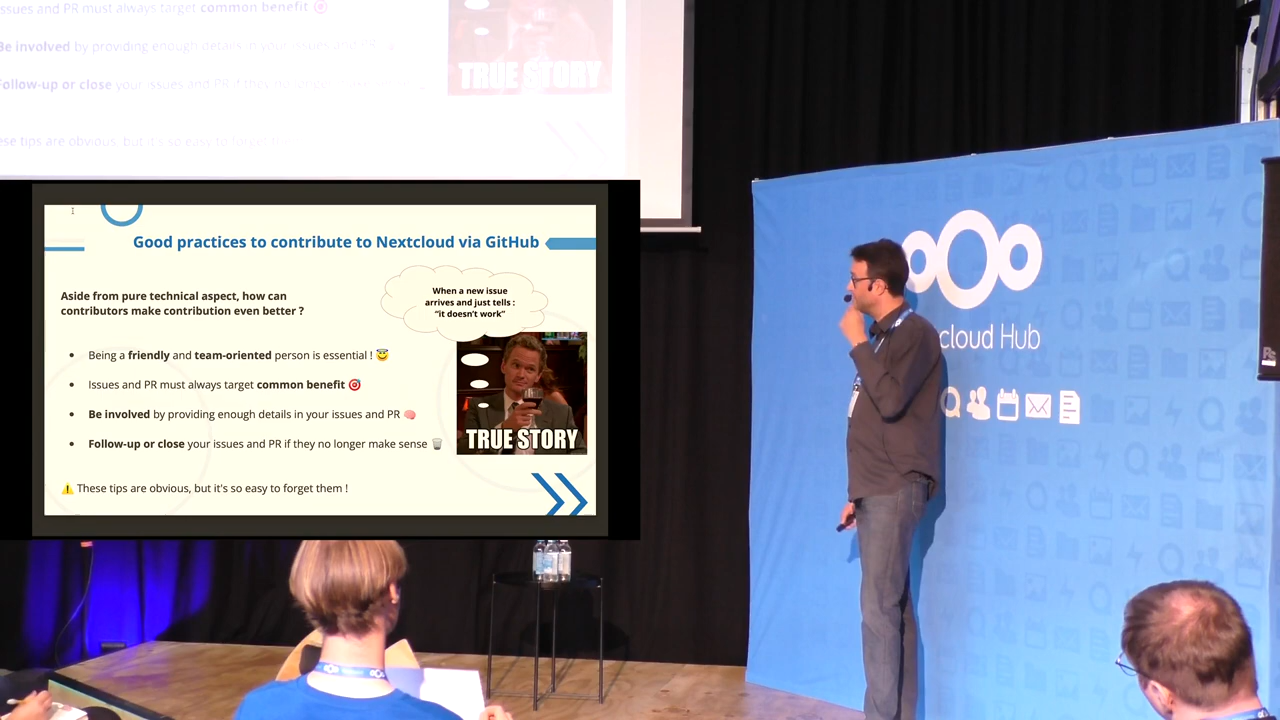 ssues and PR must always target common benefit 🎯
Be involved by providing enough details in your issues and PR
TRUE STORY
Follow-up or close your issues and PR if they no longer make sense
ese tips are obvious, but it's so easy to forget the
Good practices to contribute to Nextcloud via GitHub
When a new issue
arrives and just tells :
“it doesn’t work”
Aside from pure technical aspect, how can
contributors make contribution even better ?
• Being a friendly and team-oriented person is essential ! 😇
• Issues and PR must always target common benefit 🎯
• Be involved by providing enough details in your issues and PR 🧠
• Follow-up or close your issues and PR if they no longer make sense 🗑️
TRUE STORY
⚠️ These tips are obvious, but it's so easy to forget them !
cloud Hub